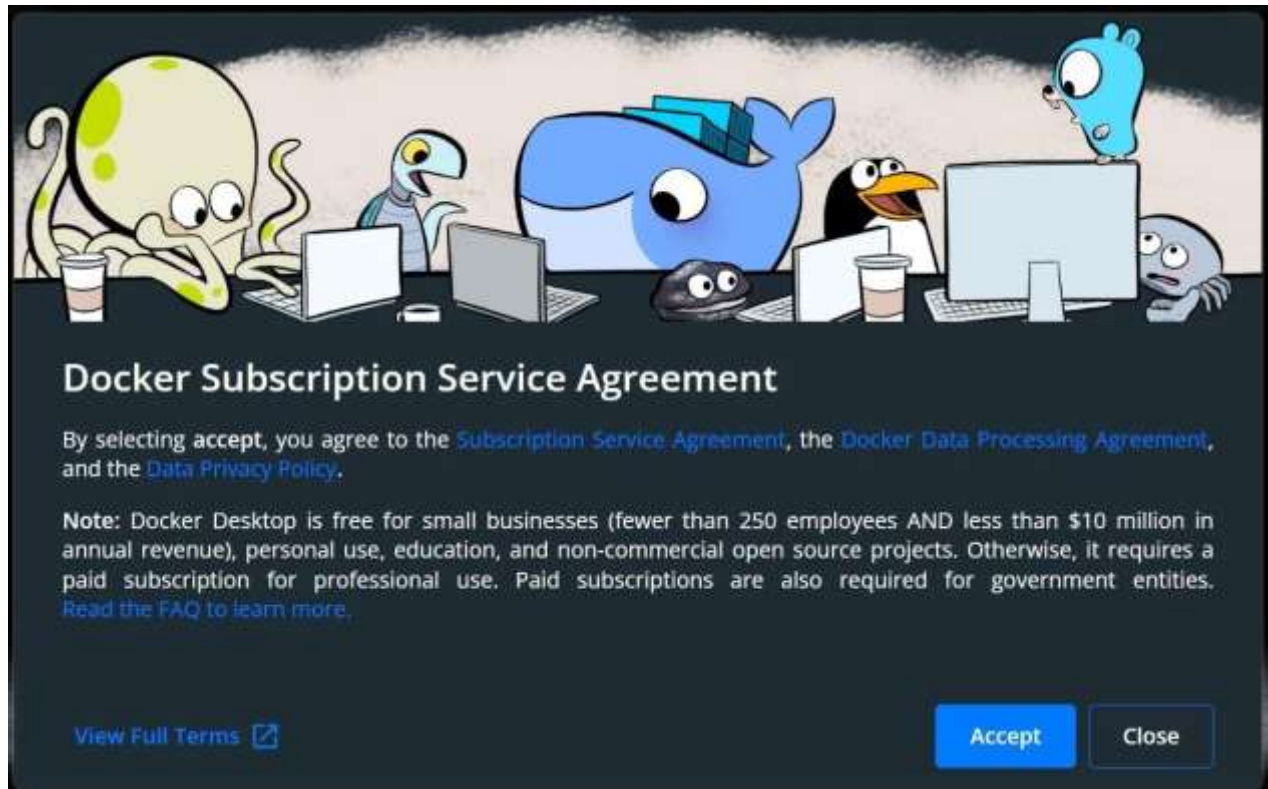 Docker Subscription Service Agreement
By selecting accept, you agree to the Subscription Service Agreement, the Docker Data Processing Agreement,
and the Data Privacy Policy.
Note: Docker Desktop is free for small businesses (fewer than 250 employees AND less than $10 million in
annual revenue), personal use, education, and non-commercial open source projects. Otherwise, it requires a
paid subscription for professional use. Paid subscriptions are also required for government entities.
Read the FAQ to learn more.
View Full Terms
Accept
Close